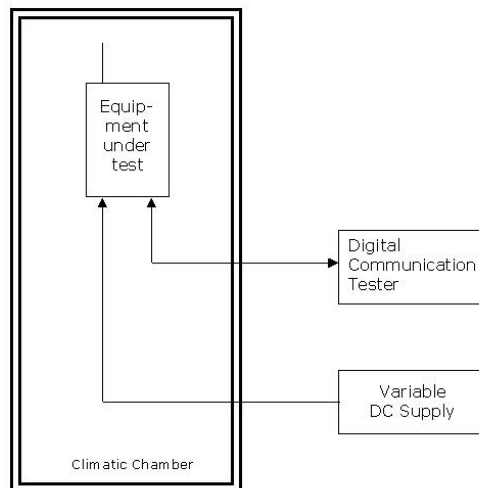 Equip-
ment
under
test
Digital
Communication
Tester
Variable
DC Supply
Climatic Chamber